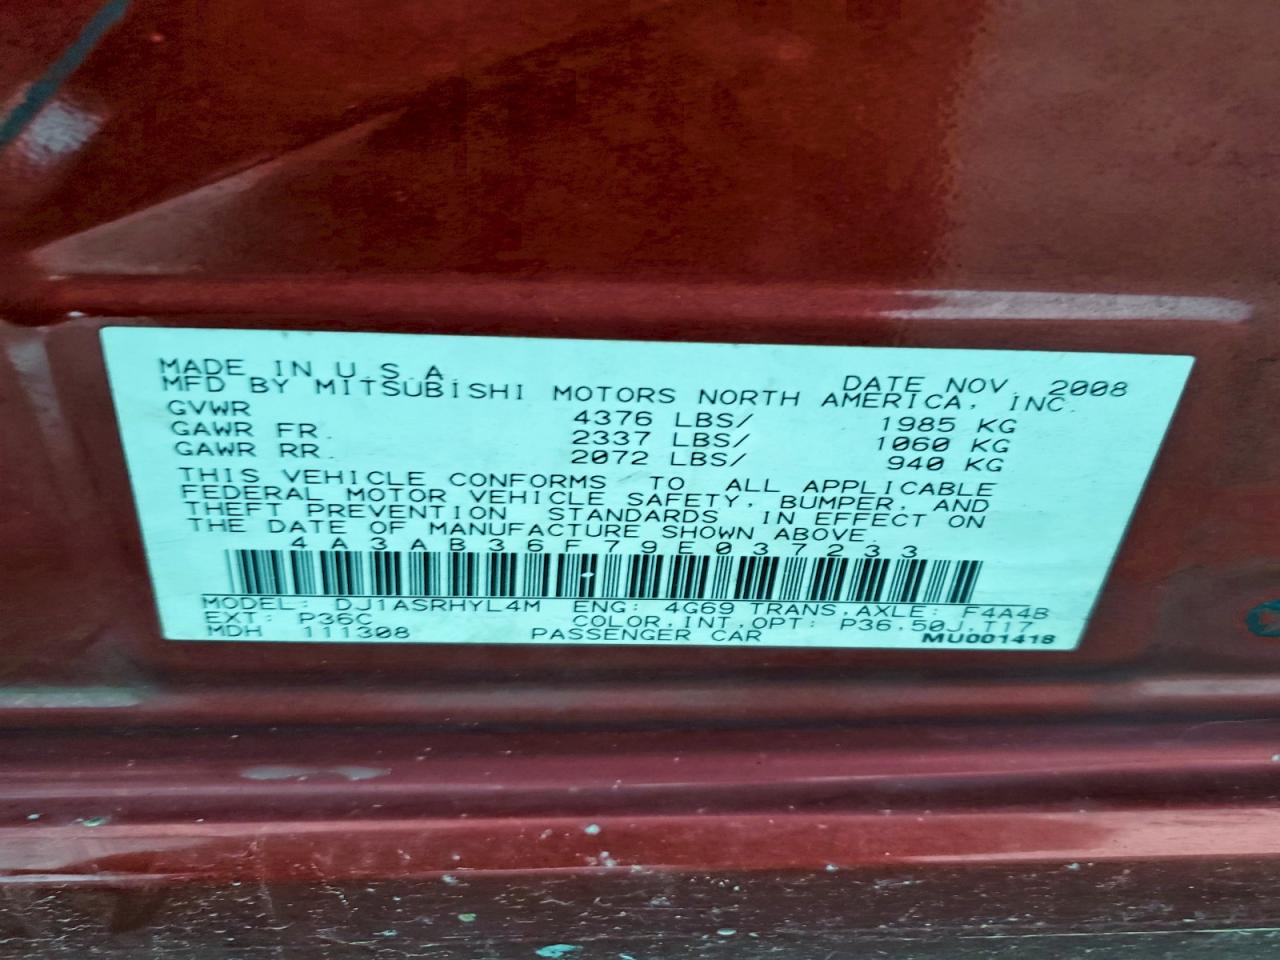 MADE IN U.S.A DATE NOV, 2008
MFD BY MITSUBISHI MOTORS NORTH AMERICA, INC.
GVWR 4376 LBS/ 1985 KG
GAWR FR. 2337 LBS/ 1060 KG
GAWR RR. 2072 LBS/ 940 KG
THIS VEHICLE CONFORMS TO ALL APPLICABLE
FEDERAL MOTOR VEHICLE SAFETY, BUMPER, AND
THEFT PREVENTION STANDARDS IN EFFECT ON
THE DATE OF MANUFACTURE SHOWN ABOVE.
4A3AB36F79E037233
MODEL: DJ1ASRHYL4M ENG: 4G69 TRANS.AXLE: F4A4B
EXT: P36C COLOR.INT.OPT: P36.50J.T17
MDH 111308 PASSENGER CAR MU001418